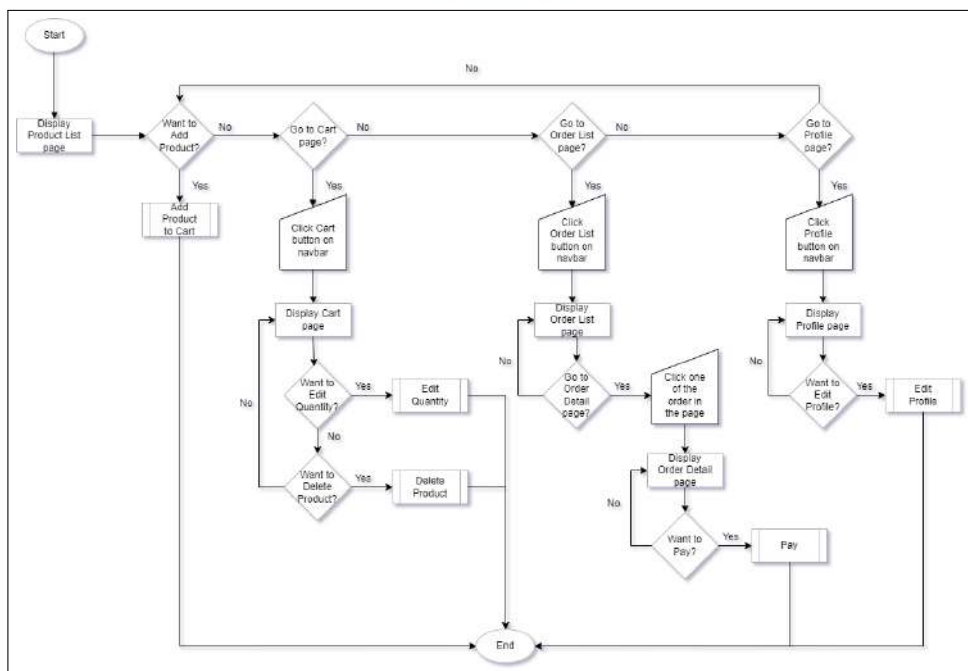 Start
No
Display
Product List
page
Want to
Add
Product?
No
Go to Cart
page?
No
Go to
Order List
page?
No
Go to
Profile
page?
Yes
Yes
Yes
Yes
Add
Product
to Cart
Click Cart
button on
navbar
Click
Order List
button on
navbar
Click
Profile
button on
navbar
Display Cart
page
Display
Order List
page
Display
Profile page
No
Want to
Edit
Quantity?
Yes
Edit
Quantity
No
Go to
Order
Detail
page?
Yes
Click one
of the
order in
the page
No
Want to
Edit
Profile?
Yes
Edit
Profile
No
Want to
Delete
Product?
Yes
Delete
Product
Display
Order Detail
page
No
Want to
Pay?
Yes
Pay
End